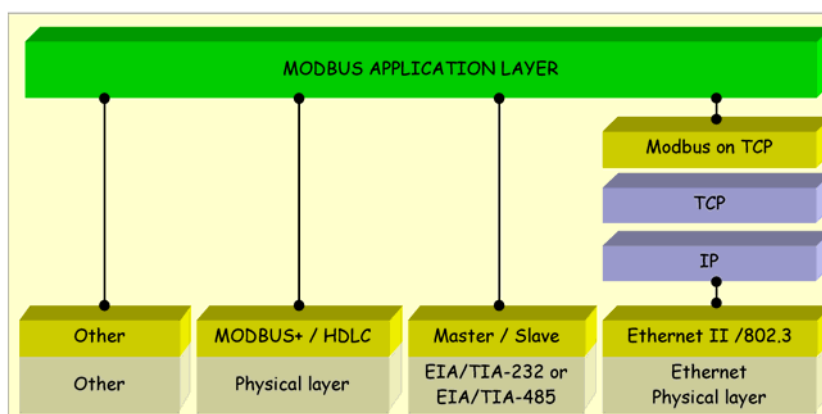 MODBUS APPLICATION LAYER
Modbus on TCP
TCP
IP
Other
MODBUS+ / HDLC
Master / Slave
Ethernet II /802.3
Other
Physical layer
EIA/TIA-232 or
EIA/TIA-485
Ethernet
Physical layer